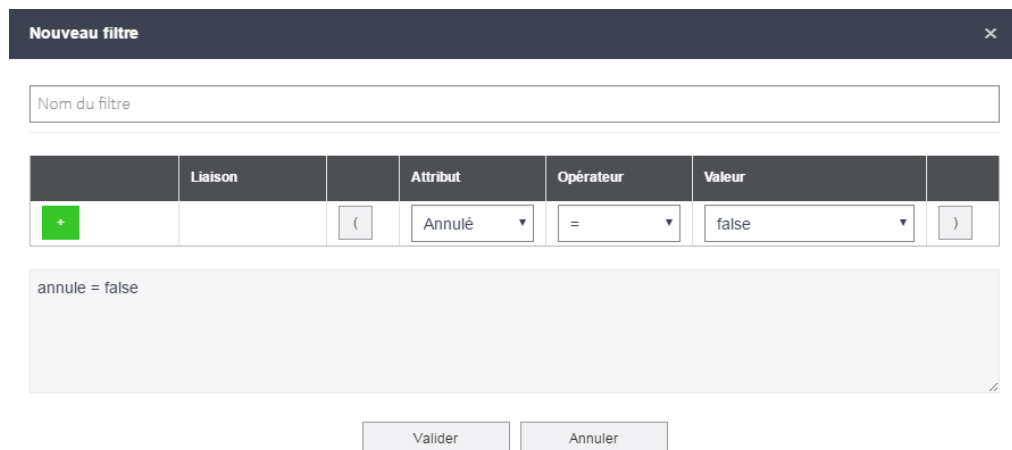 Nouveau filtre ×
Nom du filtre
Liaison Attribut Opérateur Valeur
+ ( Annulé = false )
annule = false
Valider Annuler